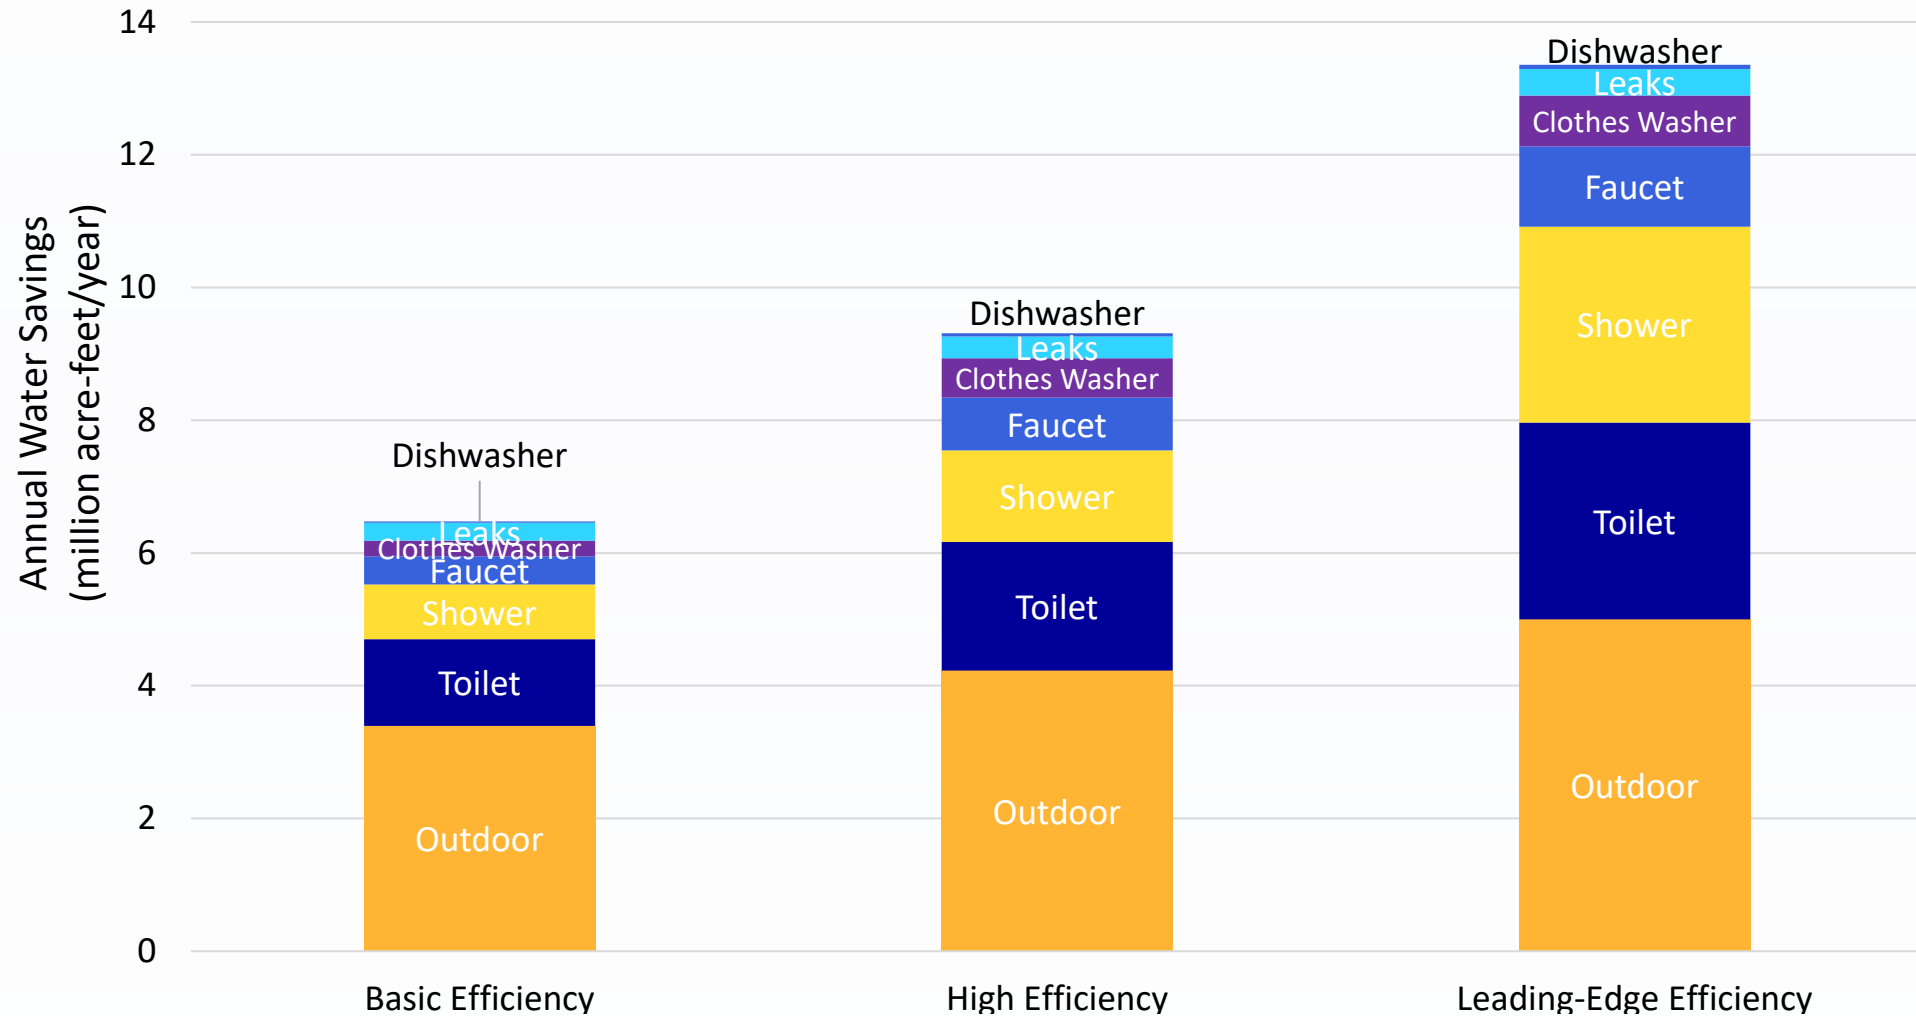 Annual Water Savings
(million acre-feet/year)
14
12
10
8
6
4
2
0
Dishwasher
Leaks
Clothes Washer
Faucet
Shower
Toilet
Outdoor
Dishwasher
Leaks
Clothes Washer
Faucet
Shower
Toilet
Outdoor
Dishwasher
Leaks
Clothes Washer
Faucet
Shower
Toilet
Outdoor
Basic Efficiency
High Efficiency
Leading-Edge Efficiency